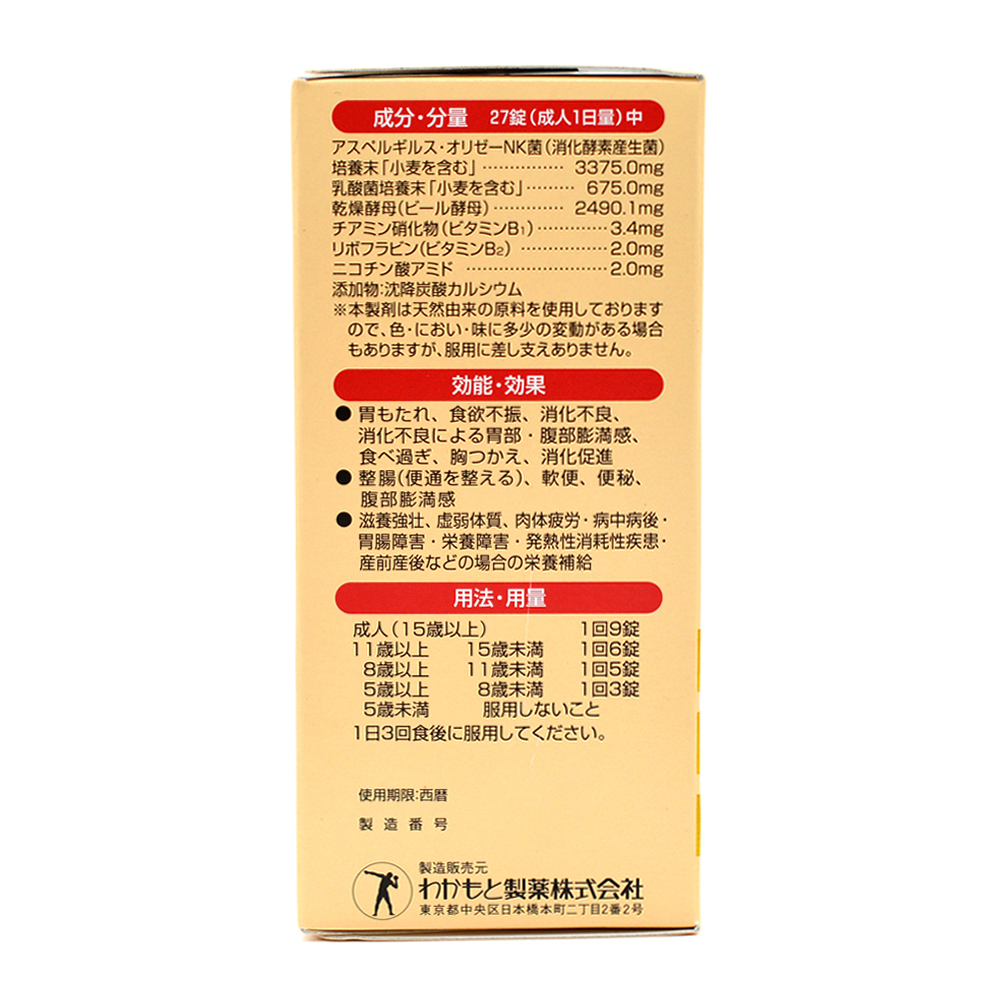 成分・分量 27錠(成人1日量)中
アスペルギルス・オリゼーNK菌(消化酵素産生菌)
培養末「小麦を含む」……………3375.0mg
乳酸菌培養末「小麦を含む」………675.0mg
乾燥酵母(ビール酵母)…………2490.1mg
チアミン硝化物(ビタミンB1)…………3.4mg
リボフラビン(ビタミンB2)……………2.0mg
ニコチン酸アミド……………………2.0mg
添加物:沈降炭酸カルシウム
※本製剤は天然由来の原料を使用しております
ので、色・におい・味に多少の変動がある場合
もありますが、服用に差し支えありません。
効能・効果
●胃もたれ、食欲不振、消化不良、
消化不良による胃部・腹部膨満感、
食べ過ぎ、胸つかえ、消化促進
●整腸(便通を整える)、軟便、便秘、
腹部膨満感
●滋養強壮、虚弱体質、肉体疲労・病中病後・
胃腸障害・栄養障害・発熱性消耗性疾患・
産前産後などの場合の栄養補給
用法・用量
成人(15歳以上) 1回9錠
11歳以上 15歳未満 1回6錠
8歳以上 11歳未満 1回5錠
5歳以上 8歳未満 1回3錠
5歳未満 服用しないこと
1日3回食後に服用してください。
使用期限:西暦
製造番号
製造販売元
わかもと製薬株式会社
東京都中央区日本橋本町二丁目2番2号